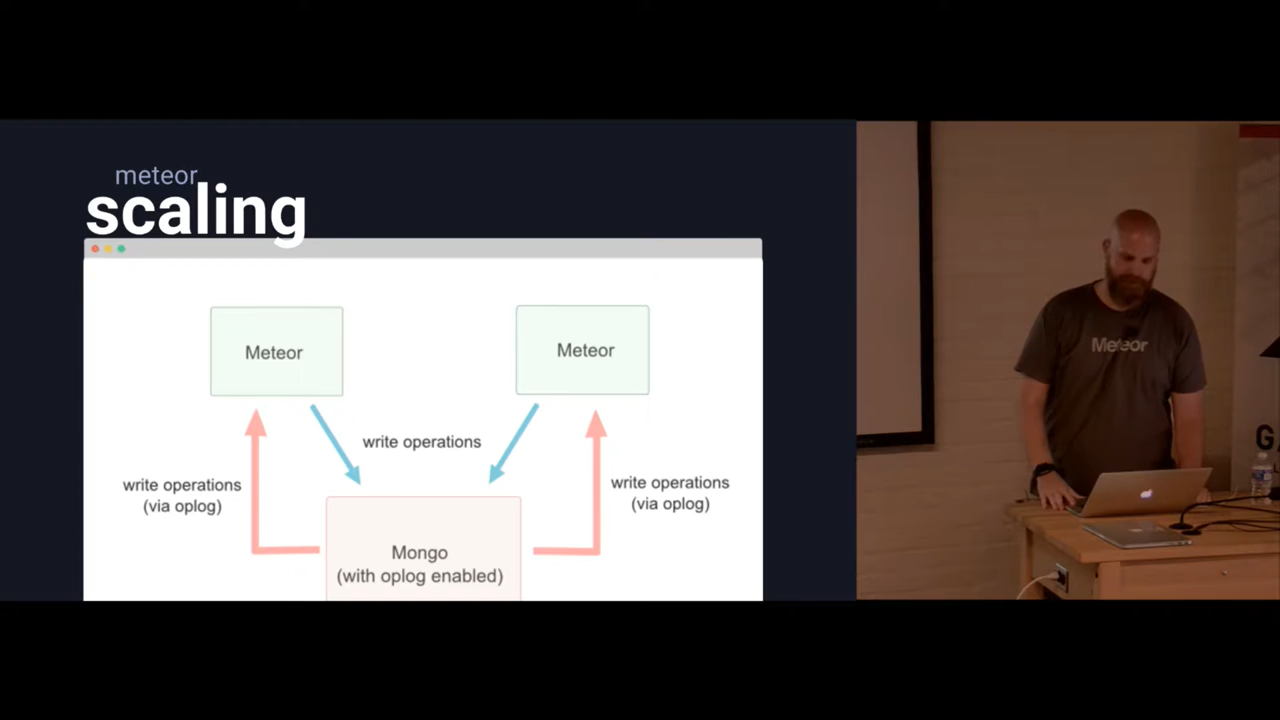 meteor
scaling
Meteor
Meteor
write operations
write operations
(via oplog)
write operations
(via oplog)
Mongo
(with oplog enabled)
Meteor
G